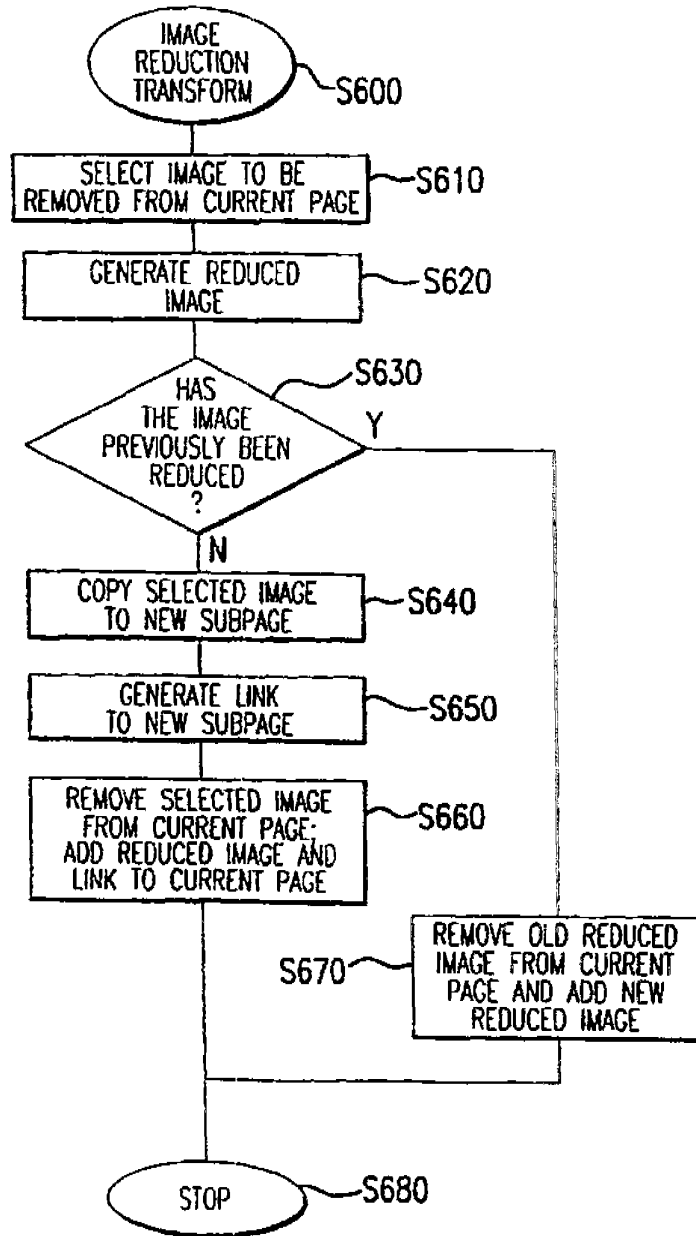 IMAGE
REDUCTION
TRANSFORM
S600
SELECT IMAGE TO BE
REMOVED FROM CURRENT PAGE
S610
GENERATE REDUCED
IMAGE
S620
S630
HAS
THE IMAGE
PREVIOUSLY BEEN
REDUCED
?
Y
N
COPY SELECTED IMAGE
TO NEW SUBPAGE
S640
GENERATE LINK
TO NEW SUBPAGE
S650
REMOVE SELECTED IMAGE
FROM CURRENT PAGE;
ADD REDUCED IMAGE AND
LINK TO CURRENT PAGE
S660
REMOVE OLD REDUCED
IMAGE FROM CURRENT
PAGE AND ADD NEW
REDUCED IMAGE
S670
STOP
S680